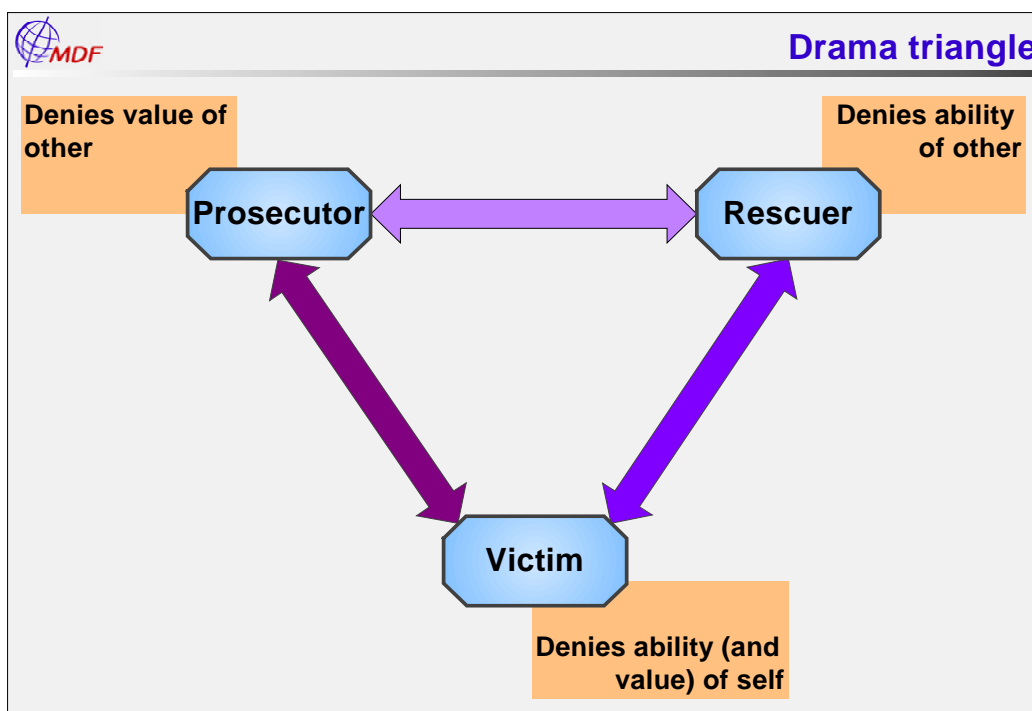 MDF
Drama triangle
Denies value of
other
Denies ability
of other
Prosecutor
Rescuer
Victim
Denies ability (and
value) of self